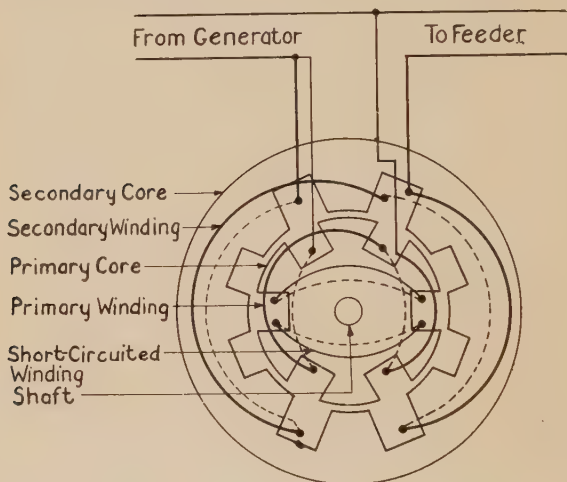 From Generator
To Feeder
Secondary Core
Secondary Winding
Primary Core
Primary Winding
Short-Circuited
Winding
Shaft